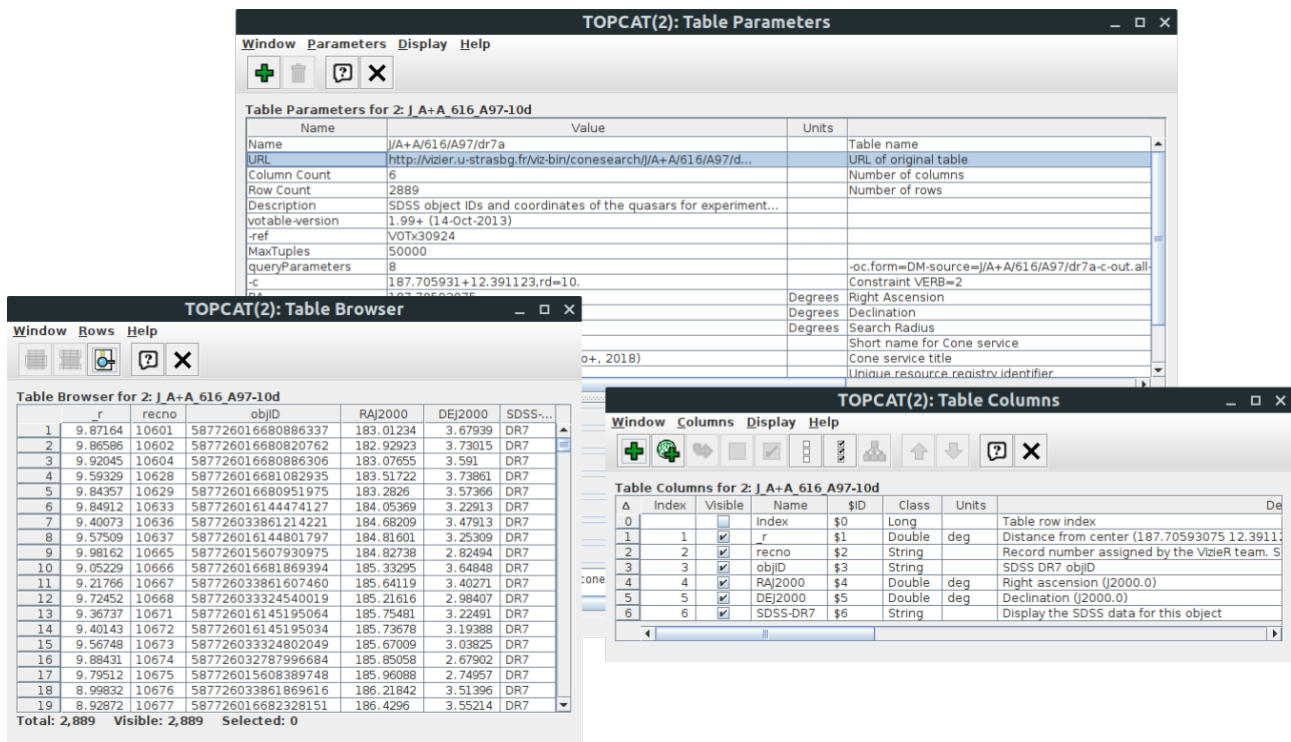 TOPCAT(2): Table Parameters
Window Parameters Display Help
Table Parameters for 2: J_A+A_616_A97-10d
Name Value Units
Name J/A+A/616/A97/dr7a Table name
URL http://vizier.u-strasbg.fr/viz-bin/conesearch/J/A+A/616/A97/d... URL of original table
Column Count 6 Number of columns
Row Count 2889 Number of rows
Description SDSS object IDs and coordinates of the quasars for experiment...
votable-version 1.99+ (14-Oct-2013)
-ref VOTx30924
MaxTuples 50000
queryParameters 8 -oc.form=DM-source=J/A+A/616/A97/dr7a-c-out.all-
-c 187.705931+12.391123,rd=10. Constraint VERB=2
RA 187.70593075 Degrees Right Ascension
Degrees Declination
Degrees Search Radius
Short name for Cone service
o+, 2018) Cone service title
Unique resource registry identifier
TOPCAT(2): Table Browser
Window Rows Help
Table Browser for 2: J_A+A_616_A97-10d
_r recno objID RAJ2000 DEJ2000 SDSS-...
1 9.87164 10601 587726016680886337 183.01234 3.67939 DR7
2 9.86586 10602 587726016680820762 182.92923 3.73015 DR7
3 9.92045 10604 587726016680886306 183.07655 3.591 DR7
4 9.59329 10628 587726016681082935 183.51722 3.73861 DR7
5 9.84357 10629 587726016680951975 183.2826 3.57366 DR7
6 9.84912 10633 587726016144474127 184.05369 3.22913 DR7
7 9.40073 10636 587726033861214221 184.68209 3.47913 DR7
8 9.57509 10637 587726016144801797 184.81601 3.25309 DR7
9 9.98162 10665 587726015607930975 184.82738 2.82494 DR7
10 9.05229 10666 587726016681869394 185.33295 3.64848 DR7
11 9.21766 10667 587726033861607460 185.64119 3.40271 DR7
12 9.72452 10668 587726033324540019 185.21616 2.98407 DR7
13 9.36737 10671 587726016145195064 185.75481 3.22491 DR7
14 9.40143 10672 587726016145195034 185.73678 3.19388 DR7
15 9.56748 10673 587726033324802049 185.67009 3.03825 DR7
16 9.88431 10674 587726032787996684 185.85058 2.67902 DR7
17 9.79512 10675 587726015608389748 185.96088 2.74957 DR7
18 8.99832 10676 587726033861869616 186.21842 3.51396 DR7
19 8.92872 10677 587726016682328151 186.4296 3.55214 DR7
Total: 2,889 Visible: 2,889 Selected: 0
cone
TOPCAT(2): Table Columns
Window Columns Display Help
Table Columns for 2: J_A+A_616_A97-10d
Index Visible Name $ID Class Units De
0 Index $0 Long Table row index
1 1 _r $1 Double deg Distance from center (187.70593075 12.3911
2 2 recno $2 String Record number assigned by the VizieR team. S
3 3 objID $3 String SDSS DR7 objID
4 4 RAJ2000 $4 Double deg Right ascension (J2000.0)
5 5 DEJ2000 $5 Double deg Declination (J2000.0)
6 6 SDSS-DR7 $6 String Display the SDSS data for this object